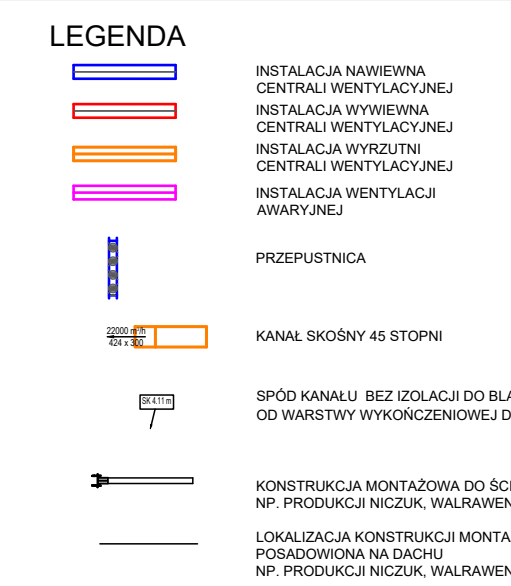 LEGENDA
INSTALACJA NAWIEWNA
CENTRALI WENTYLACYJNEJ
INSTALACJA WYWIEWNA
CENTRALI WENTYLACYJNEJ
INSTALACJA WYRZUTNI
CENTRALI WENTYLACYJNEJ
INSTALACJA WENTYLACJI
AWARYJNEJ
PRZEPUSTNICA
22000 m³/h
424 x 300
KANAŁ SKOŚNY 45 STOPNI
SK 4.11 m
SPÓD KANAŁU BEZ IZOLACJI DO BLA
OD WARSTWY WYKOŃCZENIOWEJ D
KONSTRUKCJA MONTAŻOWA DO ŚCI
NP. PRODUKCJI NICZUK, WALRAWEN
LOKALIZACJA KONSTRUKCJI MONTA
POSADOWIONA NA DACHU
NP. PRODUKCJI NICZUK, WALRAWEN